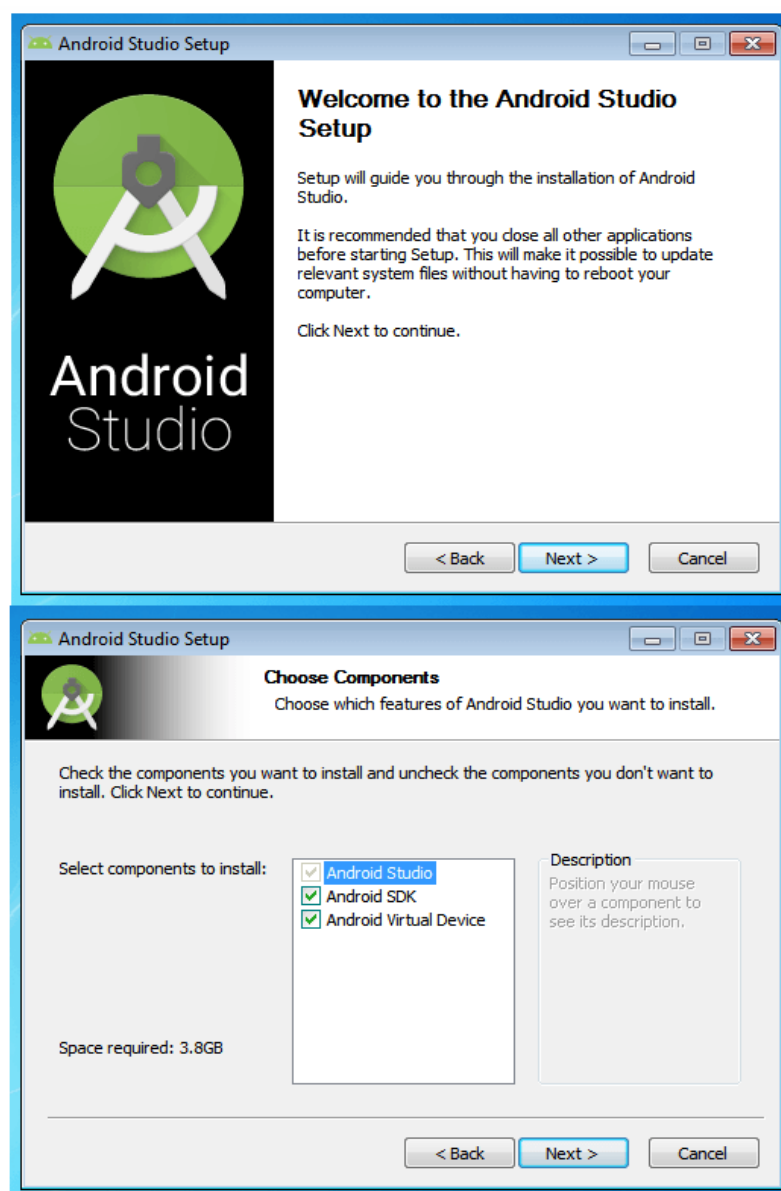 Android Studio Setup
Welcome to the Android Studio
Setup
Setup will guide you through the installation of Android
Studio.
It is recommended that you close all other applications
before starting Setup. This will make it possible to update
relevant system files without having to reboot your
computer.
Click Next to continue.
Android
Studio
< Back
Next >
Cancel
Android Studio Setup
Choose Components
Choose which features of Android Studio you want to install.
Check the components you want to install and uncheck the components you don't want to
install. Click Next to continue.
Select components to install:
Android Studio
Android SDK
Android Virtual Device
Description
Position your mouse
over a component to
see its description.
Space required: 3.8GB
< Back
Next >
Cancel